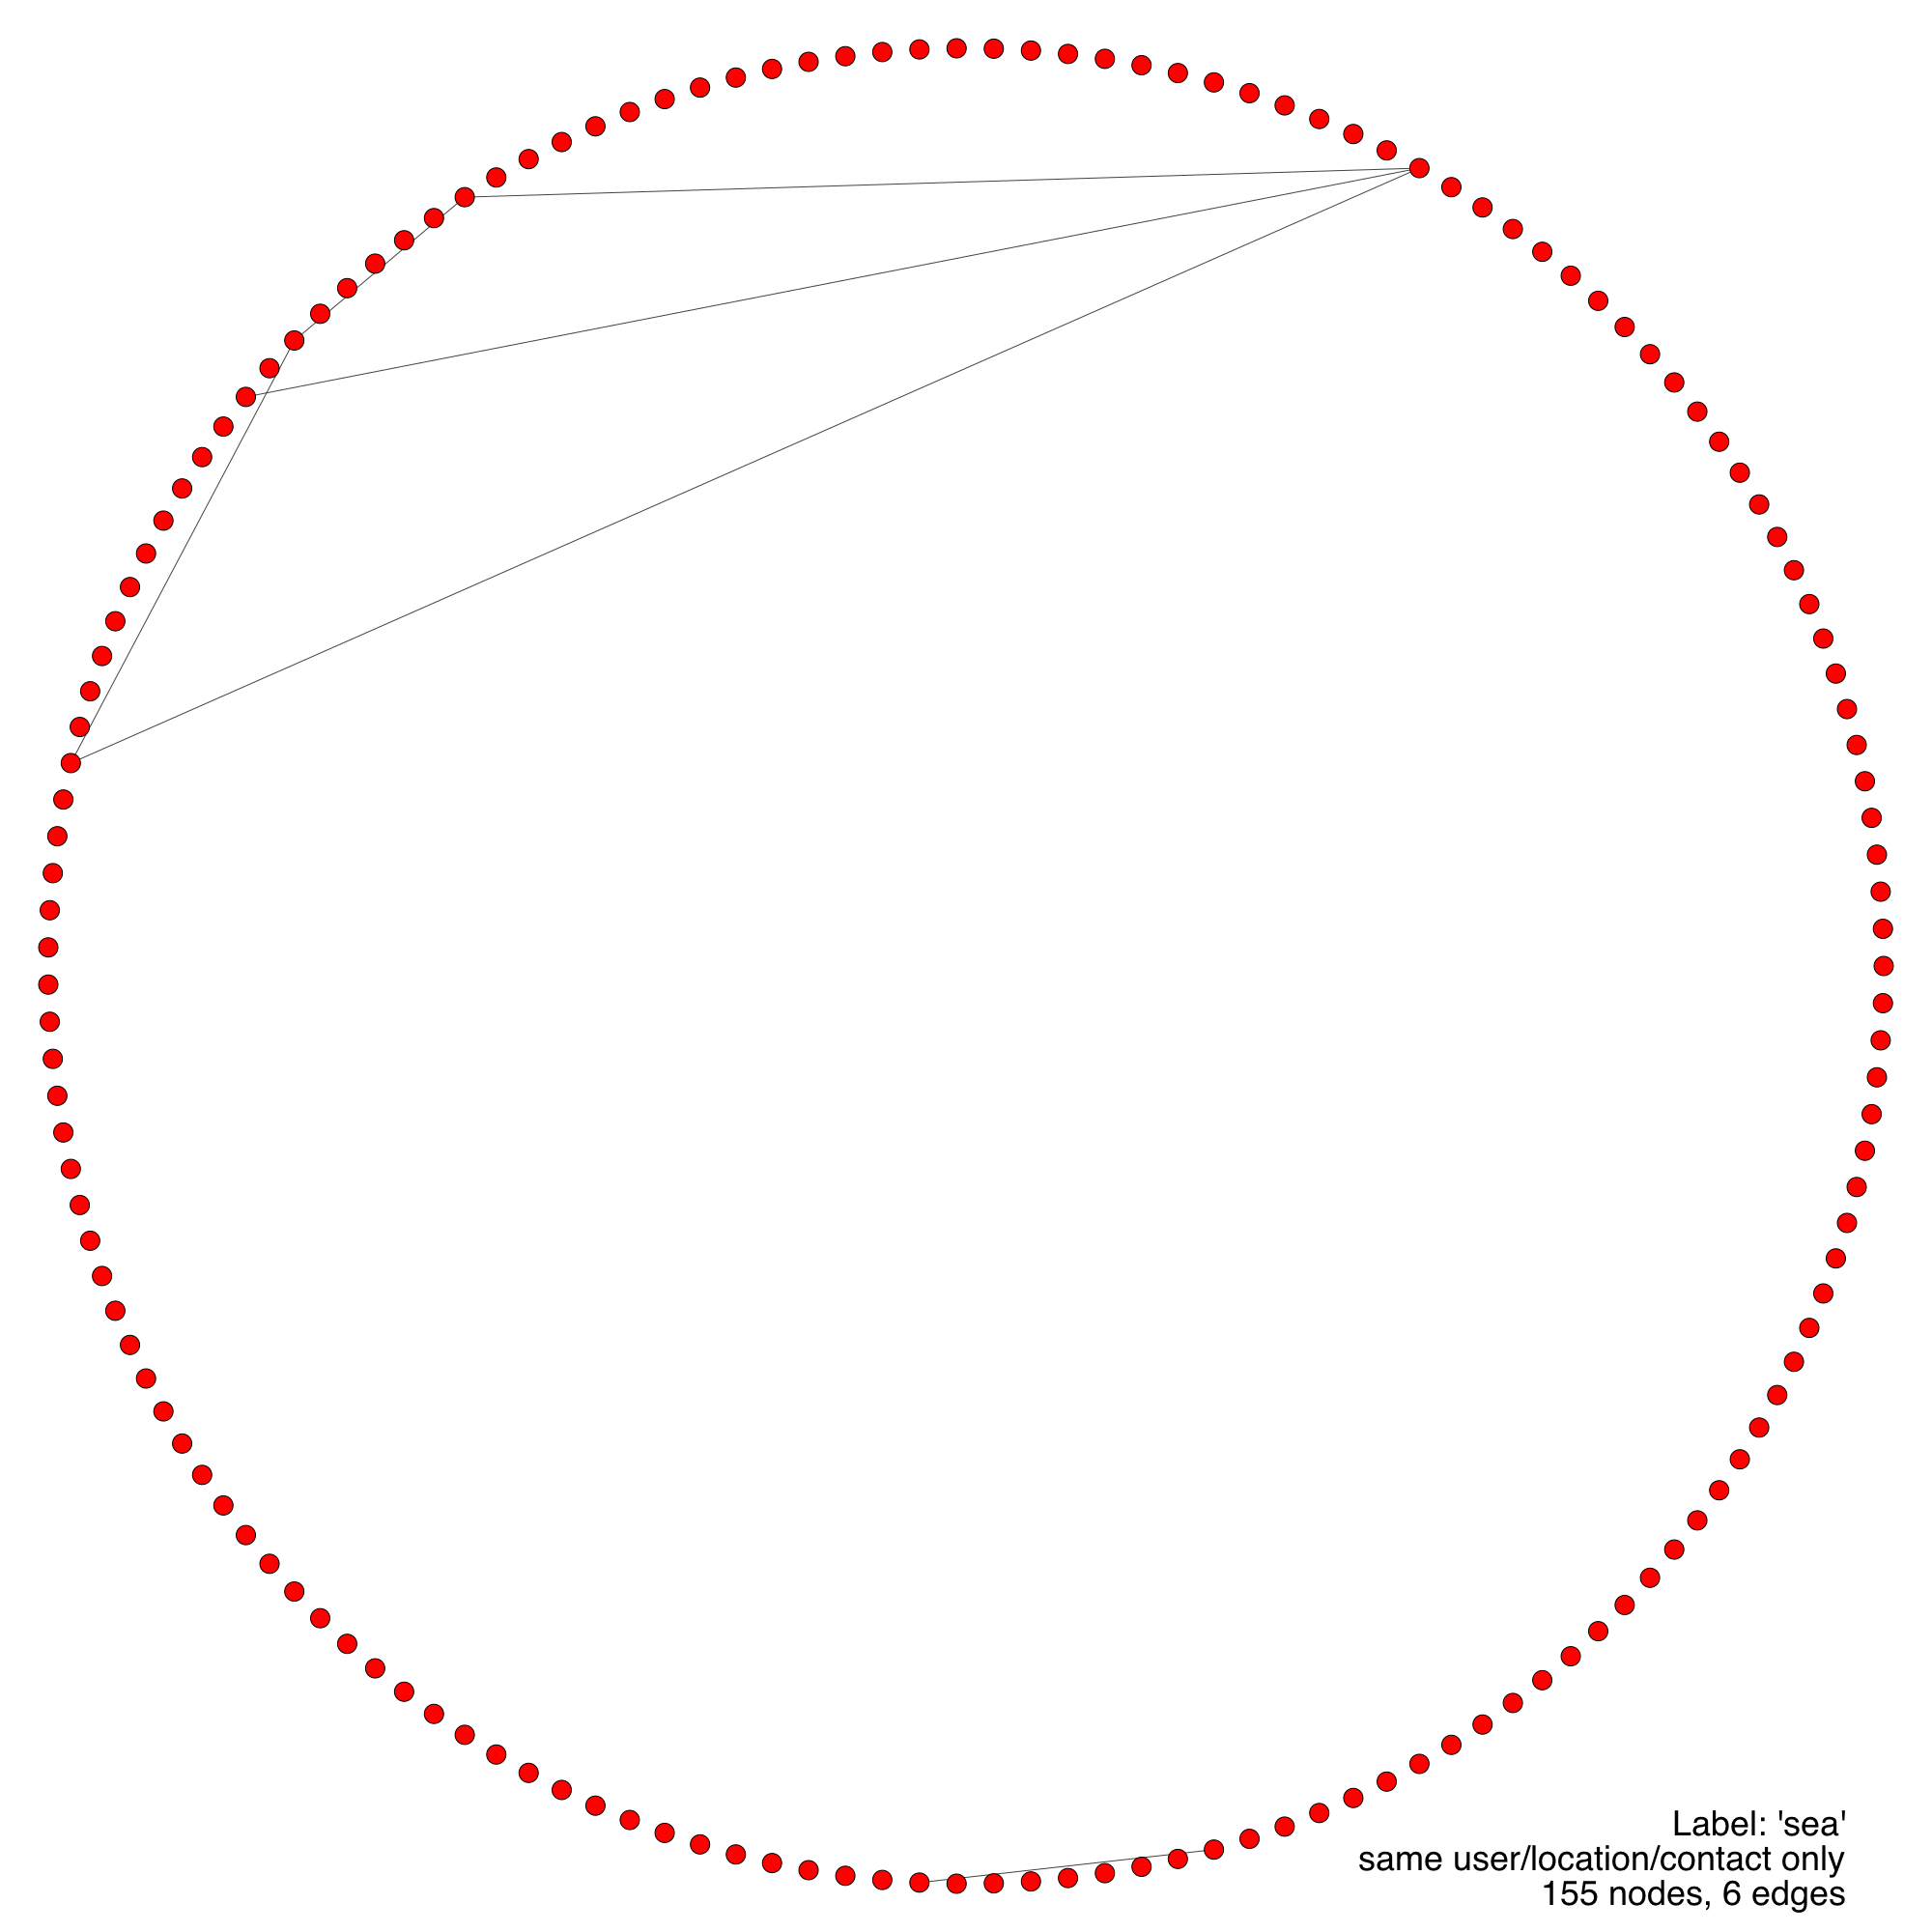 Label: 'sea'
same user/location/contact only
155 nodes, 6 edges